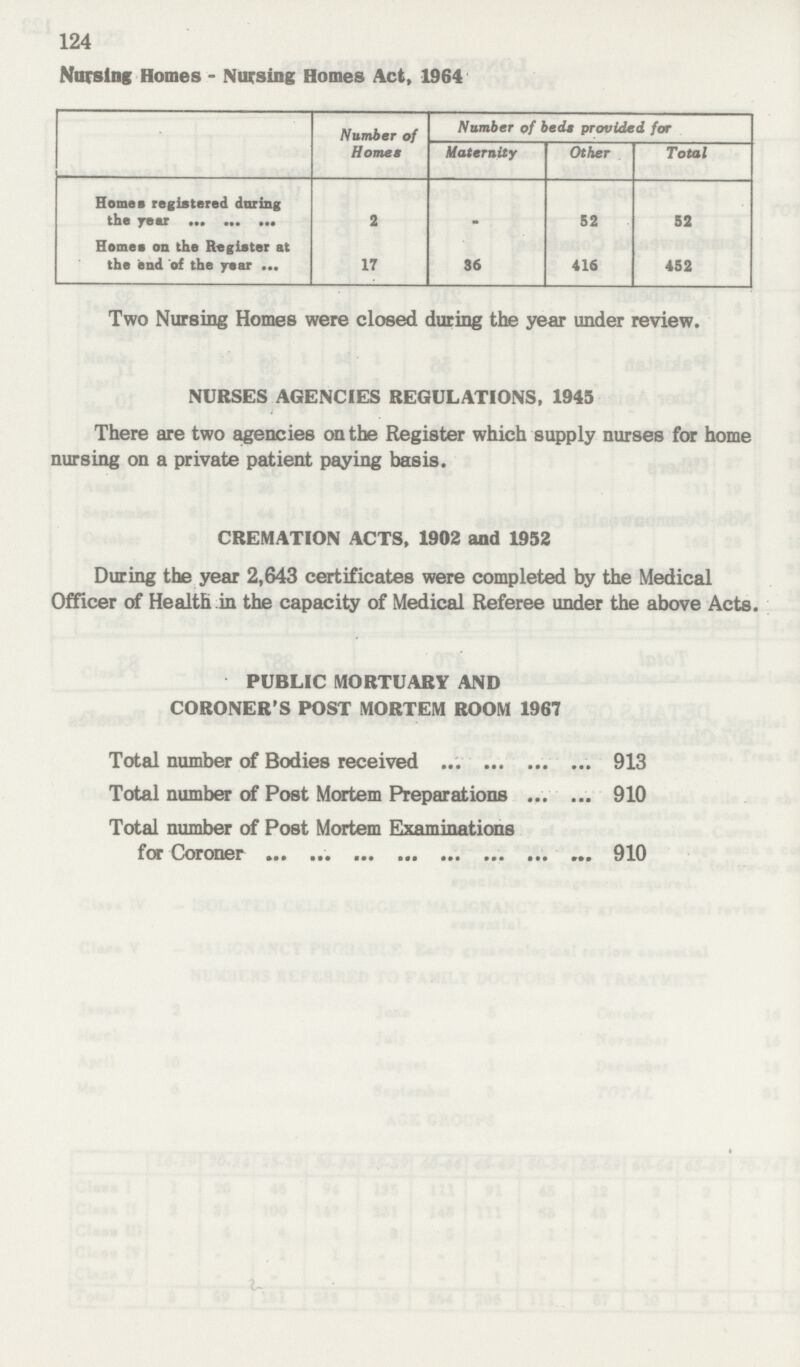 124
Nursing Homes - Nursing Homes Act, 1964
Number of Homes | Number of beds provided for
Maternity | Other | Total
Homes registered during
the year ... ... ... 2 - 52 52
Homes on the Register at
the end of the year ... 17 36 416 452
Two Nursing Homes were closed during the year under review.
NURSES AGENCIES REGULATIONS, 1945
There are two agencies on the Register which supply nurses for home
nursing on a private patient paying basis.
CREMATION ACTS, 1902 and 1952
During the year 2,643 certificates were completed by the Medical
Officer of Health in the capacity of Medical Referee under the above Acts.
PUBLIC MORTUARY AND
CORONER'S POST MORTEM ROOM 1967
Total number of Bodies received ... ... ... ... 913
Total number of Post Mortem Preparations ... ... 910
Total number of Post Mortem Examinations
for Coroner ... ... ... ... ... ... ... ... 910